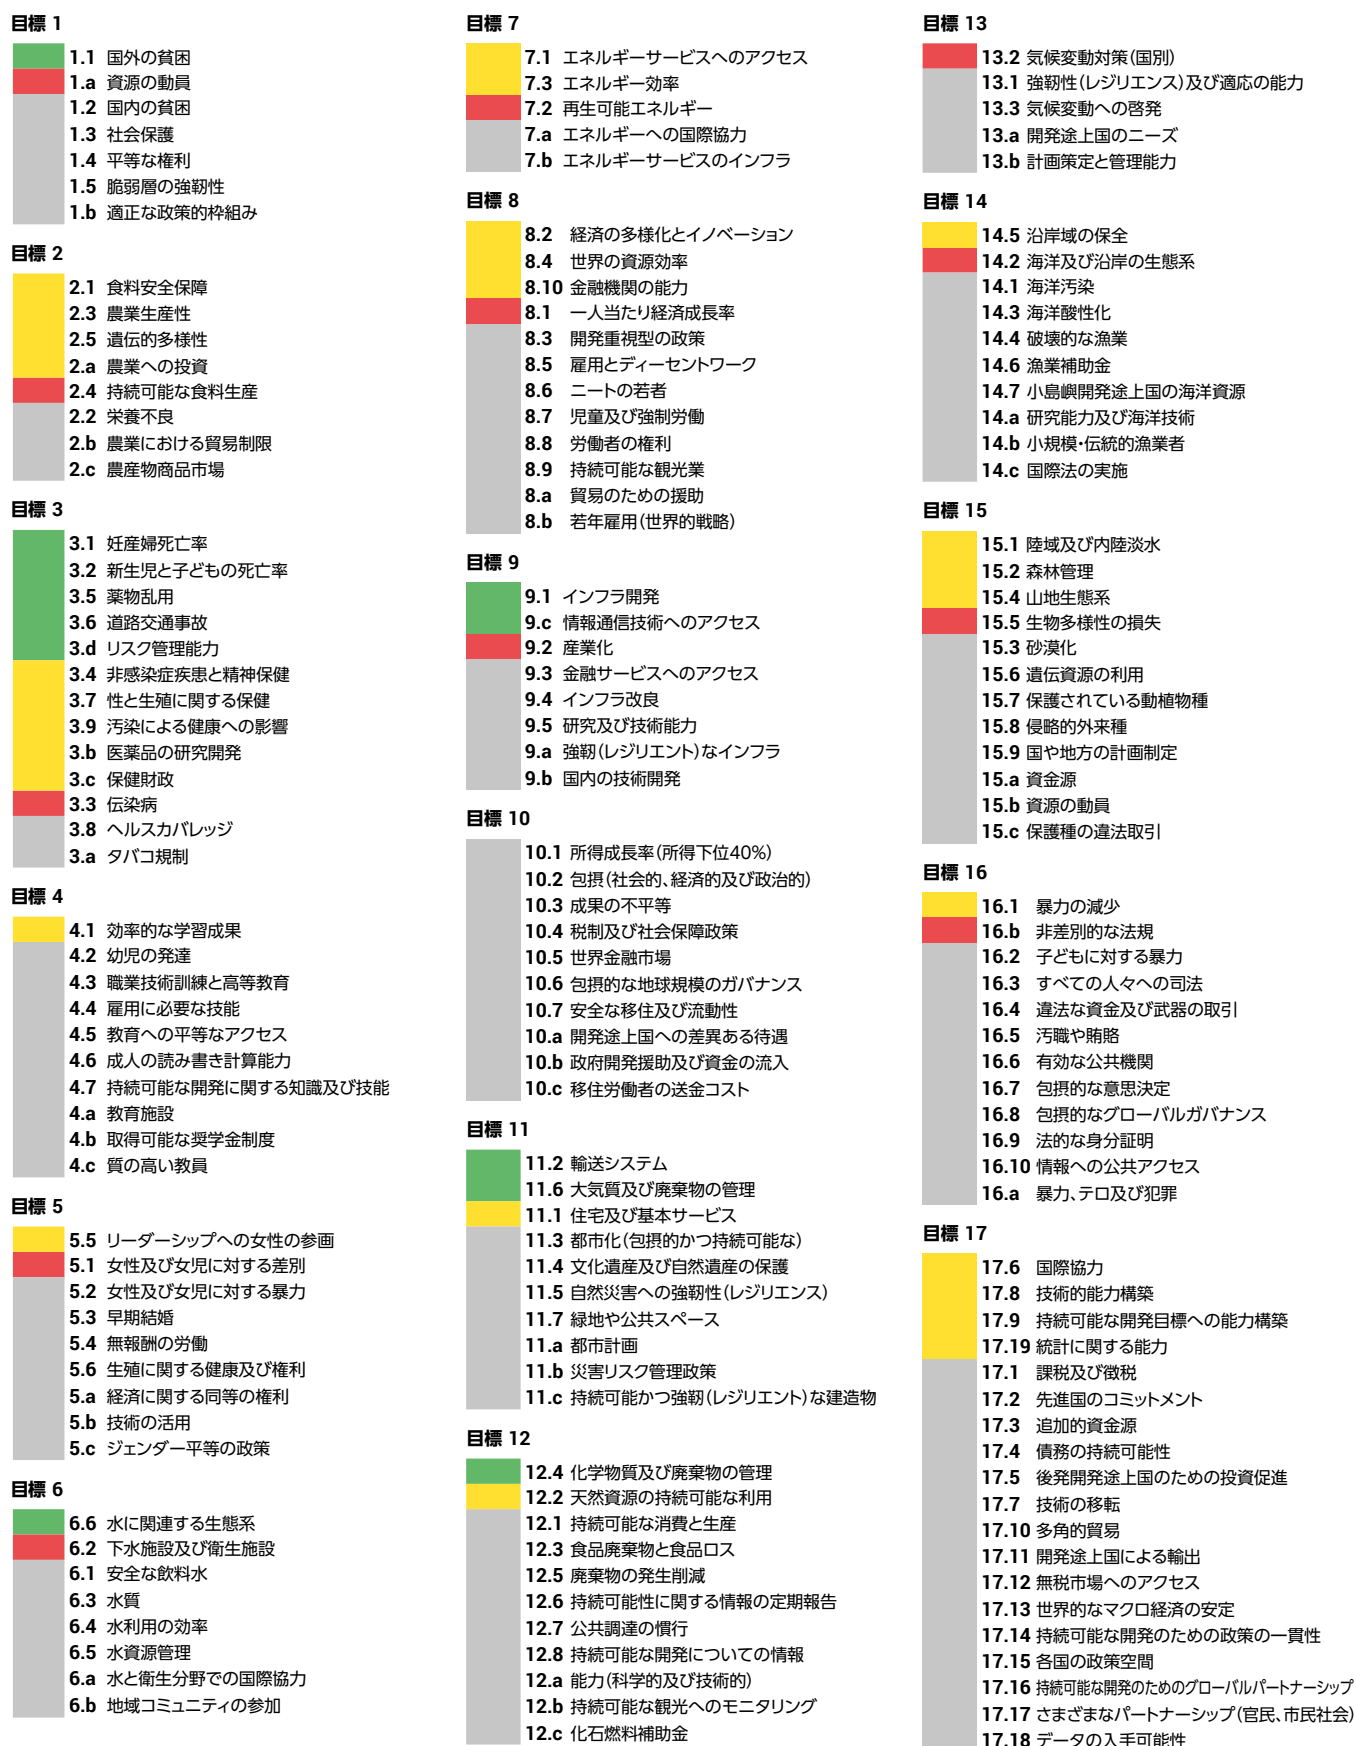 目標 1
1.1 国外の貧困
1.a 資源の動員
1.2 国内の貧困
1.3 社会保護
1.4 平等な権利
1.5 脆弱層の強靭性
1.b 適正な政策的枠組み
目標 2
2.1 食料安全保障
2.3 農業生産性
2.5 遺伝的多様性
2.a 農業への投資
2.4 持続可能な食料生産
2.2 栄養不良
2.b 農業における貿易制限
2.c 農産物商品市場
目標 3
3.1 妊産婦死亡率
3.2 新生児と子どもの死亡率
3.5 薬物乱用
3.6 道路交通事故
3.d リスク管理能力
3.4 非感染症疾患と精神保健
3.7 性と生殖に関する保健
3.9 汚染による健康への影響
3.b 医薬品の研究開発
3.c 保健財政
3.3 伝染病
3.8 ヘルスカバレッジ
3.a タバコ規制
目標 4
4.1 効率的な学習成果
4.2 幼児の発達
4.3 職業技術訓練と高等教育
4.4 雇用に必要な技能
4.5 教育への平等なアクセス
4.6 成人の読み書き計算能力
4.7 持続可能な開発に関する知識及び技能
4.a 教育施設
4.b 取得可能な奨学金制度
4.c 質の高い教員
目標 5
5.5 リーダーシップへの女性の参画
5.1 女性及び女児に対する差別
5.2 女性及び女児に対する暴力
5.3 早期結婚
5.4 無報酬の労働
5.6 生殖に関する健康及び権利
5.a 経済に関する同等の権利
5.b 技術の活用
5.c ジェンダー平等の政策
目標 6
6.6 水に関連する生態系
6.2 下水施設及び衛生施設
6.1 安全な飲料水
6.3 水質
6.4 水利用の効率
6.5 水資源管理
6.a 水と衛生分野での国際協力
6.b 地域コミュニティの参加
目標 7
7.1 エネルギーサービスへのアクセス
7.3 エネルギー効率
7.2 再生可能エネルギー
7.a エネルギーへの国際協力
7.b エネルギーサービスのインフラ
目標 8
8.2 経済の多様化とイノベーション
8.4 世界の資源効率
8.10 金融機関の能力
8.1 一人当たり経済成長率
8.3 開発重視型の政策
8.5 雇用とディーセントワーク
8.6 ニートの若者
8.7 児童及び強制労働
8.8 労働者の権利
8.9 持続可能な観光業
8.a 貿易のための援助
8.b 若年雇用(世界的戦略)
目標 9
9.1 インフラ開発
9.c 情報通信技術へのアクセス
9.2 産業化
9.3 金融サービスへのアクセス
9.4 インフラ改良
9.5 研究及び技術能力
9.a 強靭(レジリエント)なインフラ
9.b 国内の技術開発
目標 10
10.1 所得成長率(所得下位40%)
10.2 包摂(社会的、経済的及び政治的)
10.3 成果の不平等
10.4 税制及び社会保障政策
10.5 世界金融市場
10.6 包摂的な地球規模のガバナンス
10.7 安全な移住及び流動性
10.a 開発途上国への差異ある待遇
10.b 政府開発援助及び資金の流入
10.c 移住労働者の送金コスト
目標 11
11.2 輸送システム
11.6 大気質及び廃棄物の管理
11.1 住宅及び基本サービス
11.3 都市化(包摂的かつ持続可能な)
11.4 文化遺産及び自然遺産の保護
11.5 自然災害への強靭性(レジリエンス)
11.7 緑地や公共スペース
11.a 都市計画
11.b 災害リスク管理政策
11.c 持続可能かつ強靭(レジリエント)な建造物
目標 12
12.4 化学物質及び廃棄物の管理
12.2 天然資源の持続可能な利用
12.1 持続可能な消費と生産
12.3 食品廃棄物と食品ロス
12.5 廃棄物の発生削減
12.6 持続可能性に関する情報の定期報告
12.7 公共調達の慣行
12.8 持続可能な開発についての情報
12.a 能力(科学的及び技術的)
12.b 持続可能な観光へのモニタリング
12.c 化石燃料補助金
目標 13
13.2 気候変動対策(国別)
13.1 強靭性(レジリエンス)及び適応の能力
13.3 気候変動への啓発
13.a 開発途上国のニーズ
13.b 計画策定と管理能力
目標 14
14.5 沿岸域の保全
14.2 海洋及び沿岸の生態系
14.1 海洋汚染
14.3 海洋酸性化
14.4 破壊的な漁業
14.6 漁業補助金
14.7 小島嶼開発途上国の海洋資源
14.a 研究能力及び海洋技術
14.b 小規模・伝統的漁業者
14.c 国際法の実施
目標 15
15.1 陸域及び内陸淡水
15.2 森林管理
15.4 山地生態系
15.5 生物多様性の損失
15.3 砂漠化
15.6 遺伝資源の利用
15.7 保護されている動植物種
15.8 侵略的外来種
15.9 国や地方の計画制定
15.a 資金源
15.b 資源の動員
15.c 保護種の違法取引
目標 16
16.1 暴力の減少
16.b 非差別的な法規
16.2 子どもに対する暴力
16.3 すべての人々への司法
16.4 違法な資金及び武器の取引
16.5 汚職や賄賂
16.6 有効な公共機関
16.7 包摂的な意思決定
16.8 包摂的なグローバルガバナンス
16.9 法的な身分証明
16.10 情報への公共アクセス
16.a 暴力、テロ及び犯罪
目標 17
17.6 国際協力
17.8 技術的能力構築
17.9 持続可能な開発目標への能力構築
17.19 統計に関する能力
17.1 課税及び徴税
17.2 先進国のコミットメント
17.3 追加的資金源
17.4 債務の持続可能性
17.5 後発開発途上国のための投資促進
17.7 技術の移転
17.10 多角的貿易
17.11 開発途上国による輸出
17.12 無税市場へのアクセス
17.13 世界的なマクロ経済の安定
17.14 持続可能な開発のための政策の一貫性
17.15 各国の政策空間
17.16 持続可能な開発のためのグローバルパートナーシップ
17.17 さまざまなパートナーシップ(官民、市民社会)
17.18 データの入手可能性